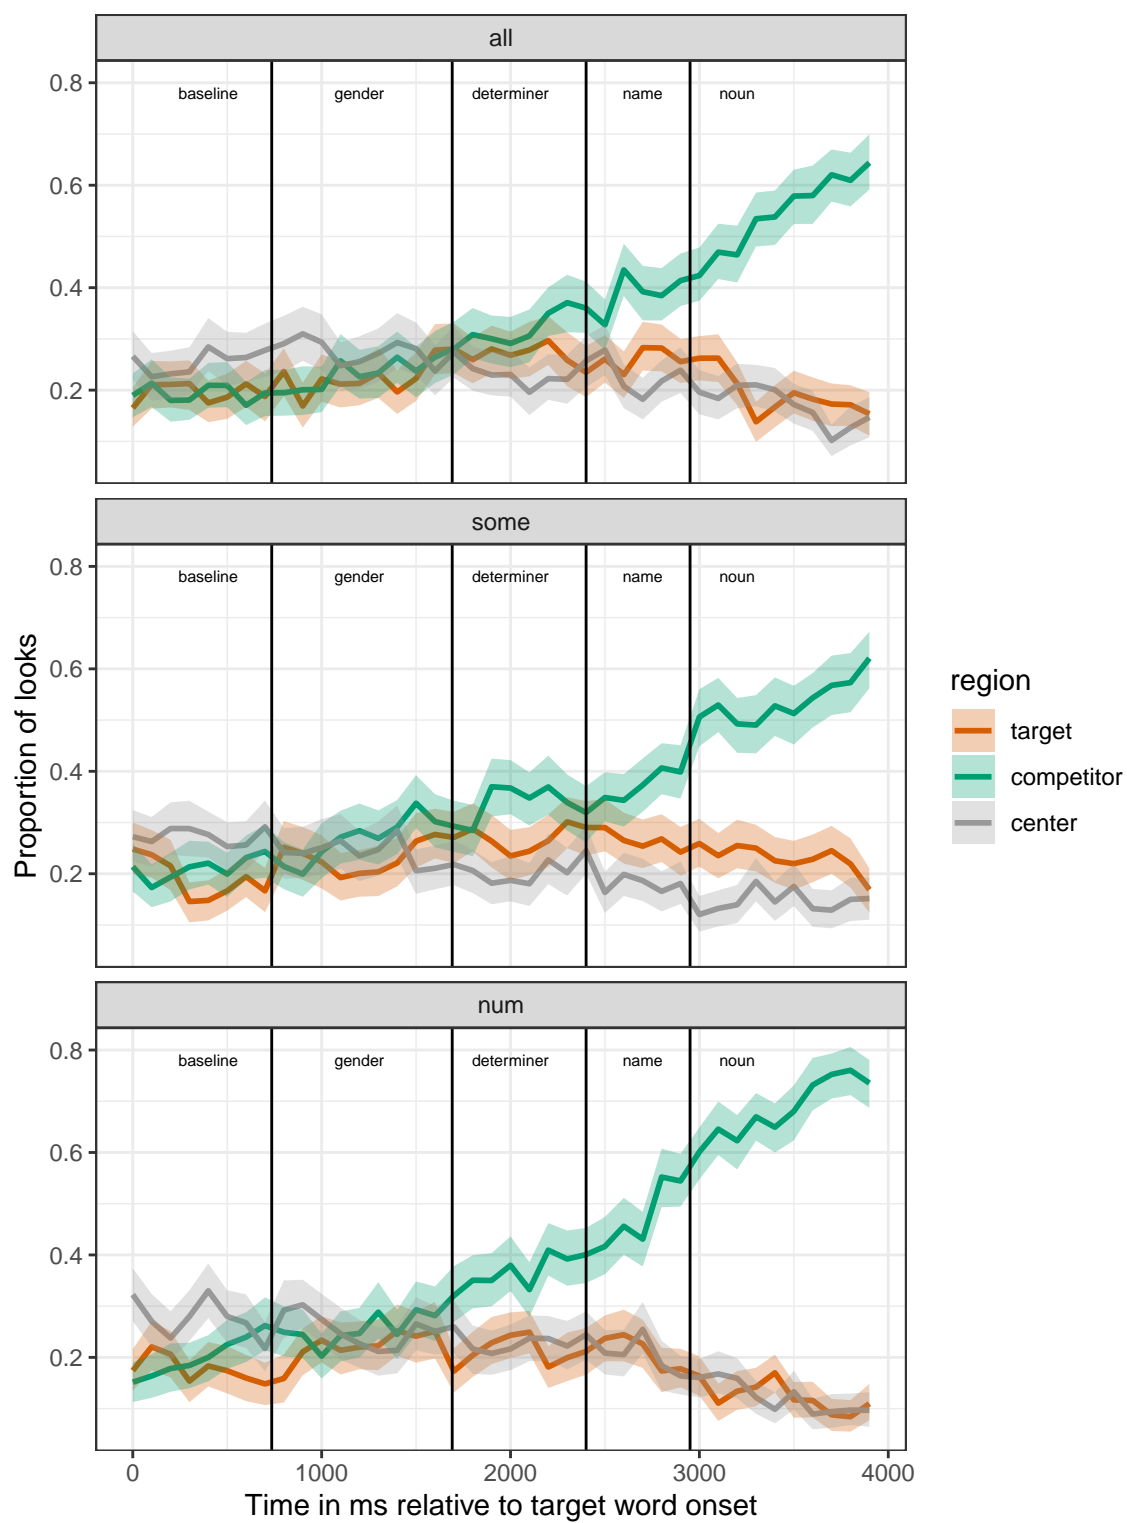 all
0.8
baseline gender determiner name noun
0.6
0.4
0.2
some
0.8
baseline gender determiner name noun
0.6
0.4
0.2
num
0.8
baseline gender determiner name noun
0.6
0.4
0.2
0 1000 2000 3000 4000
Time in ms relative to target word onset
Proportion of looks
region
target
competitor
center